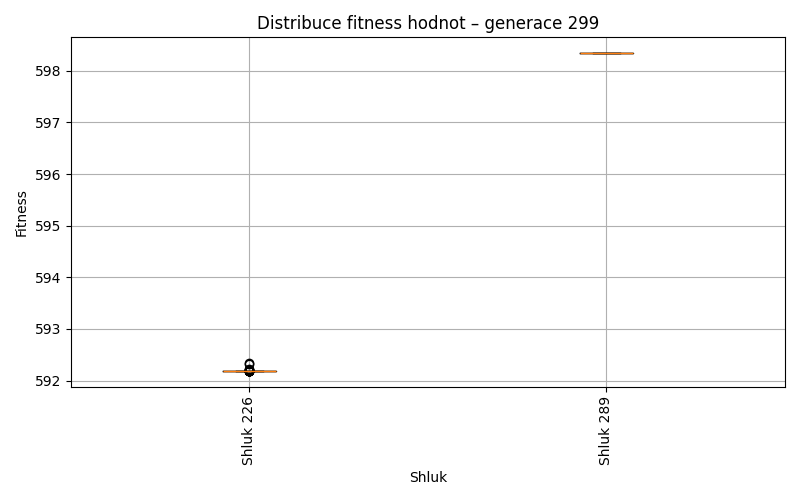 Distribuce fitness hodnot – generace 299
Fitness
598
597
596
595
594
593
592
Shluk 226
Shluk 289
Shluk